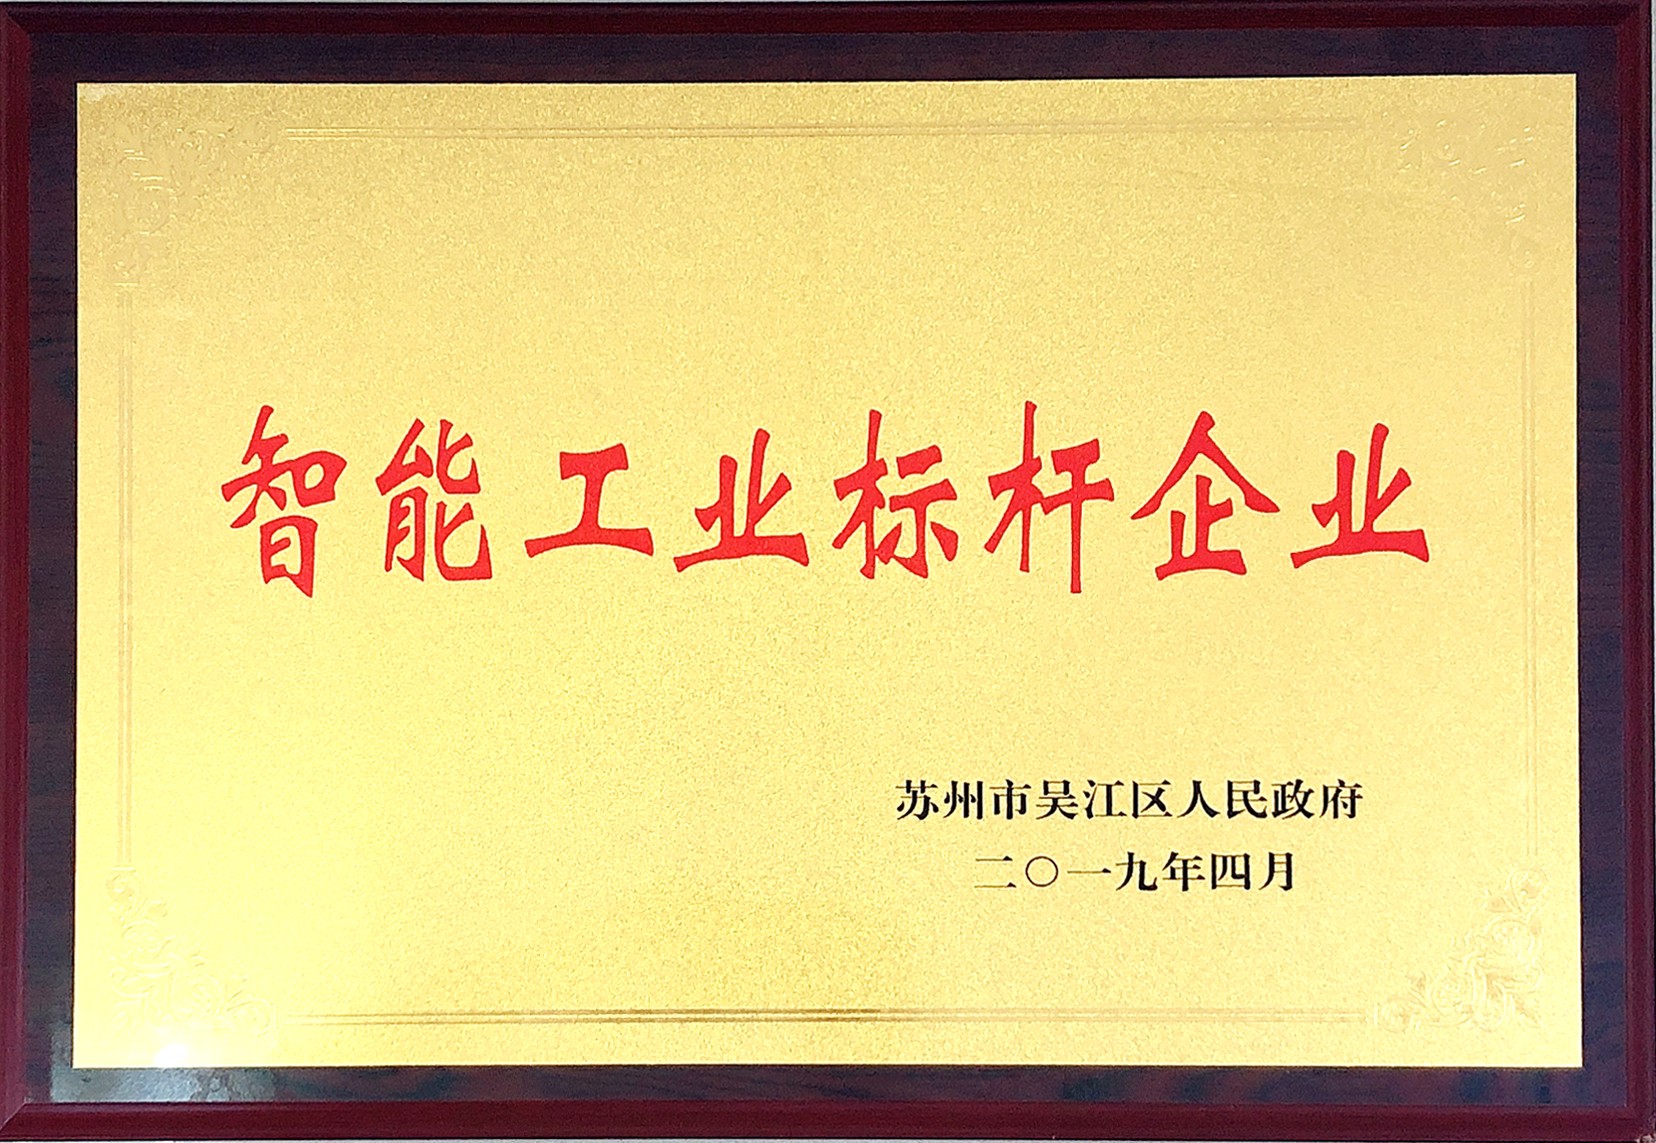 智能工业标杆企业
苏州市吴江区人民政府
二〇一九年四月